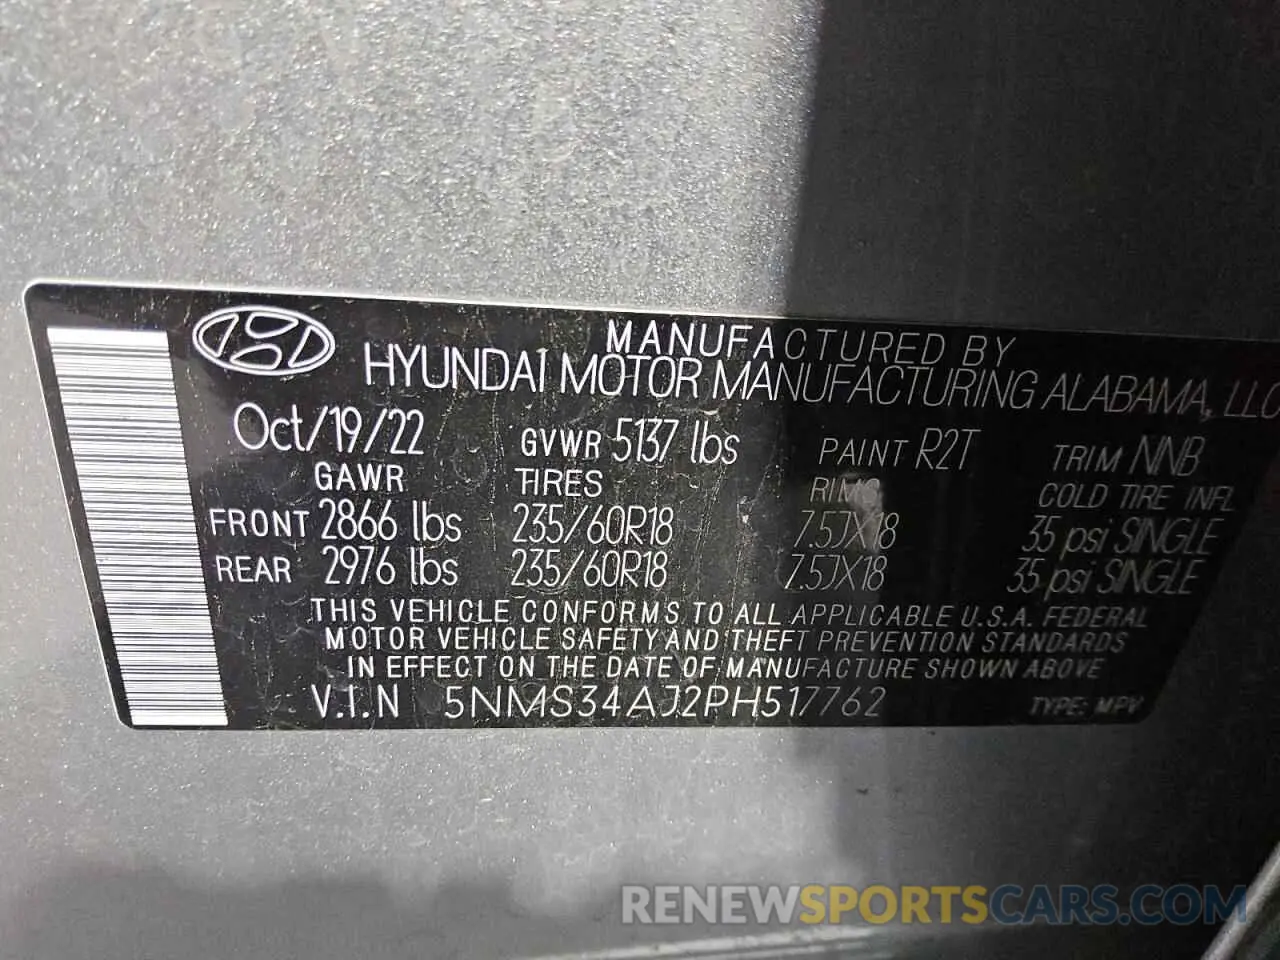 MANUFACTURED BY
HYUNDAI MOTOR MANUFACTURING ALABAMA, LLC
Oct/19/22 GVWR 5137 lbs PAINT R2T TRIM NNB
GAWR TIRES RIMS COLD TIRE INFL
FRONT 2866 lbs 235/60R18 7.5JX18 35 psi SINGLE
REAR 2976 lbs 235/60R18 7.5JX18 35 psi SINGLE
THIS VEHICLE CONFORMS TO ALL APPLICABLE U.S.A. FEDERAL
MOTOR VEHICLE SAFETY AND THEFT PREVENTION STANDARDS
IN EFFECT ON THE DATE OF MANUFACTURE SHOWN ABOVE
V.I.N 5NMS34AJ2PH517762 TYPE: MPV
RENEWSPORTSCARS.COM